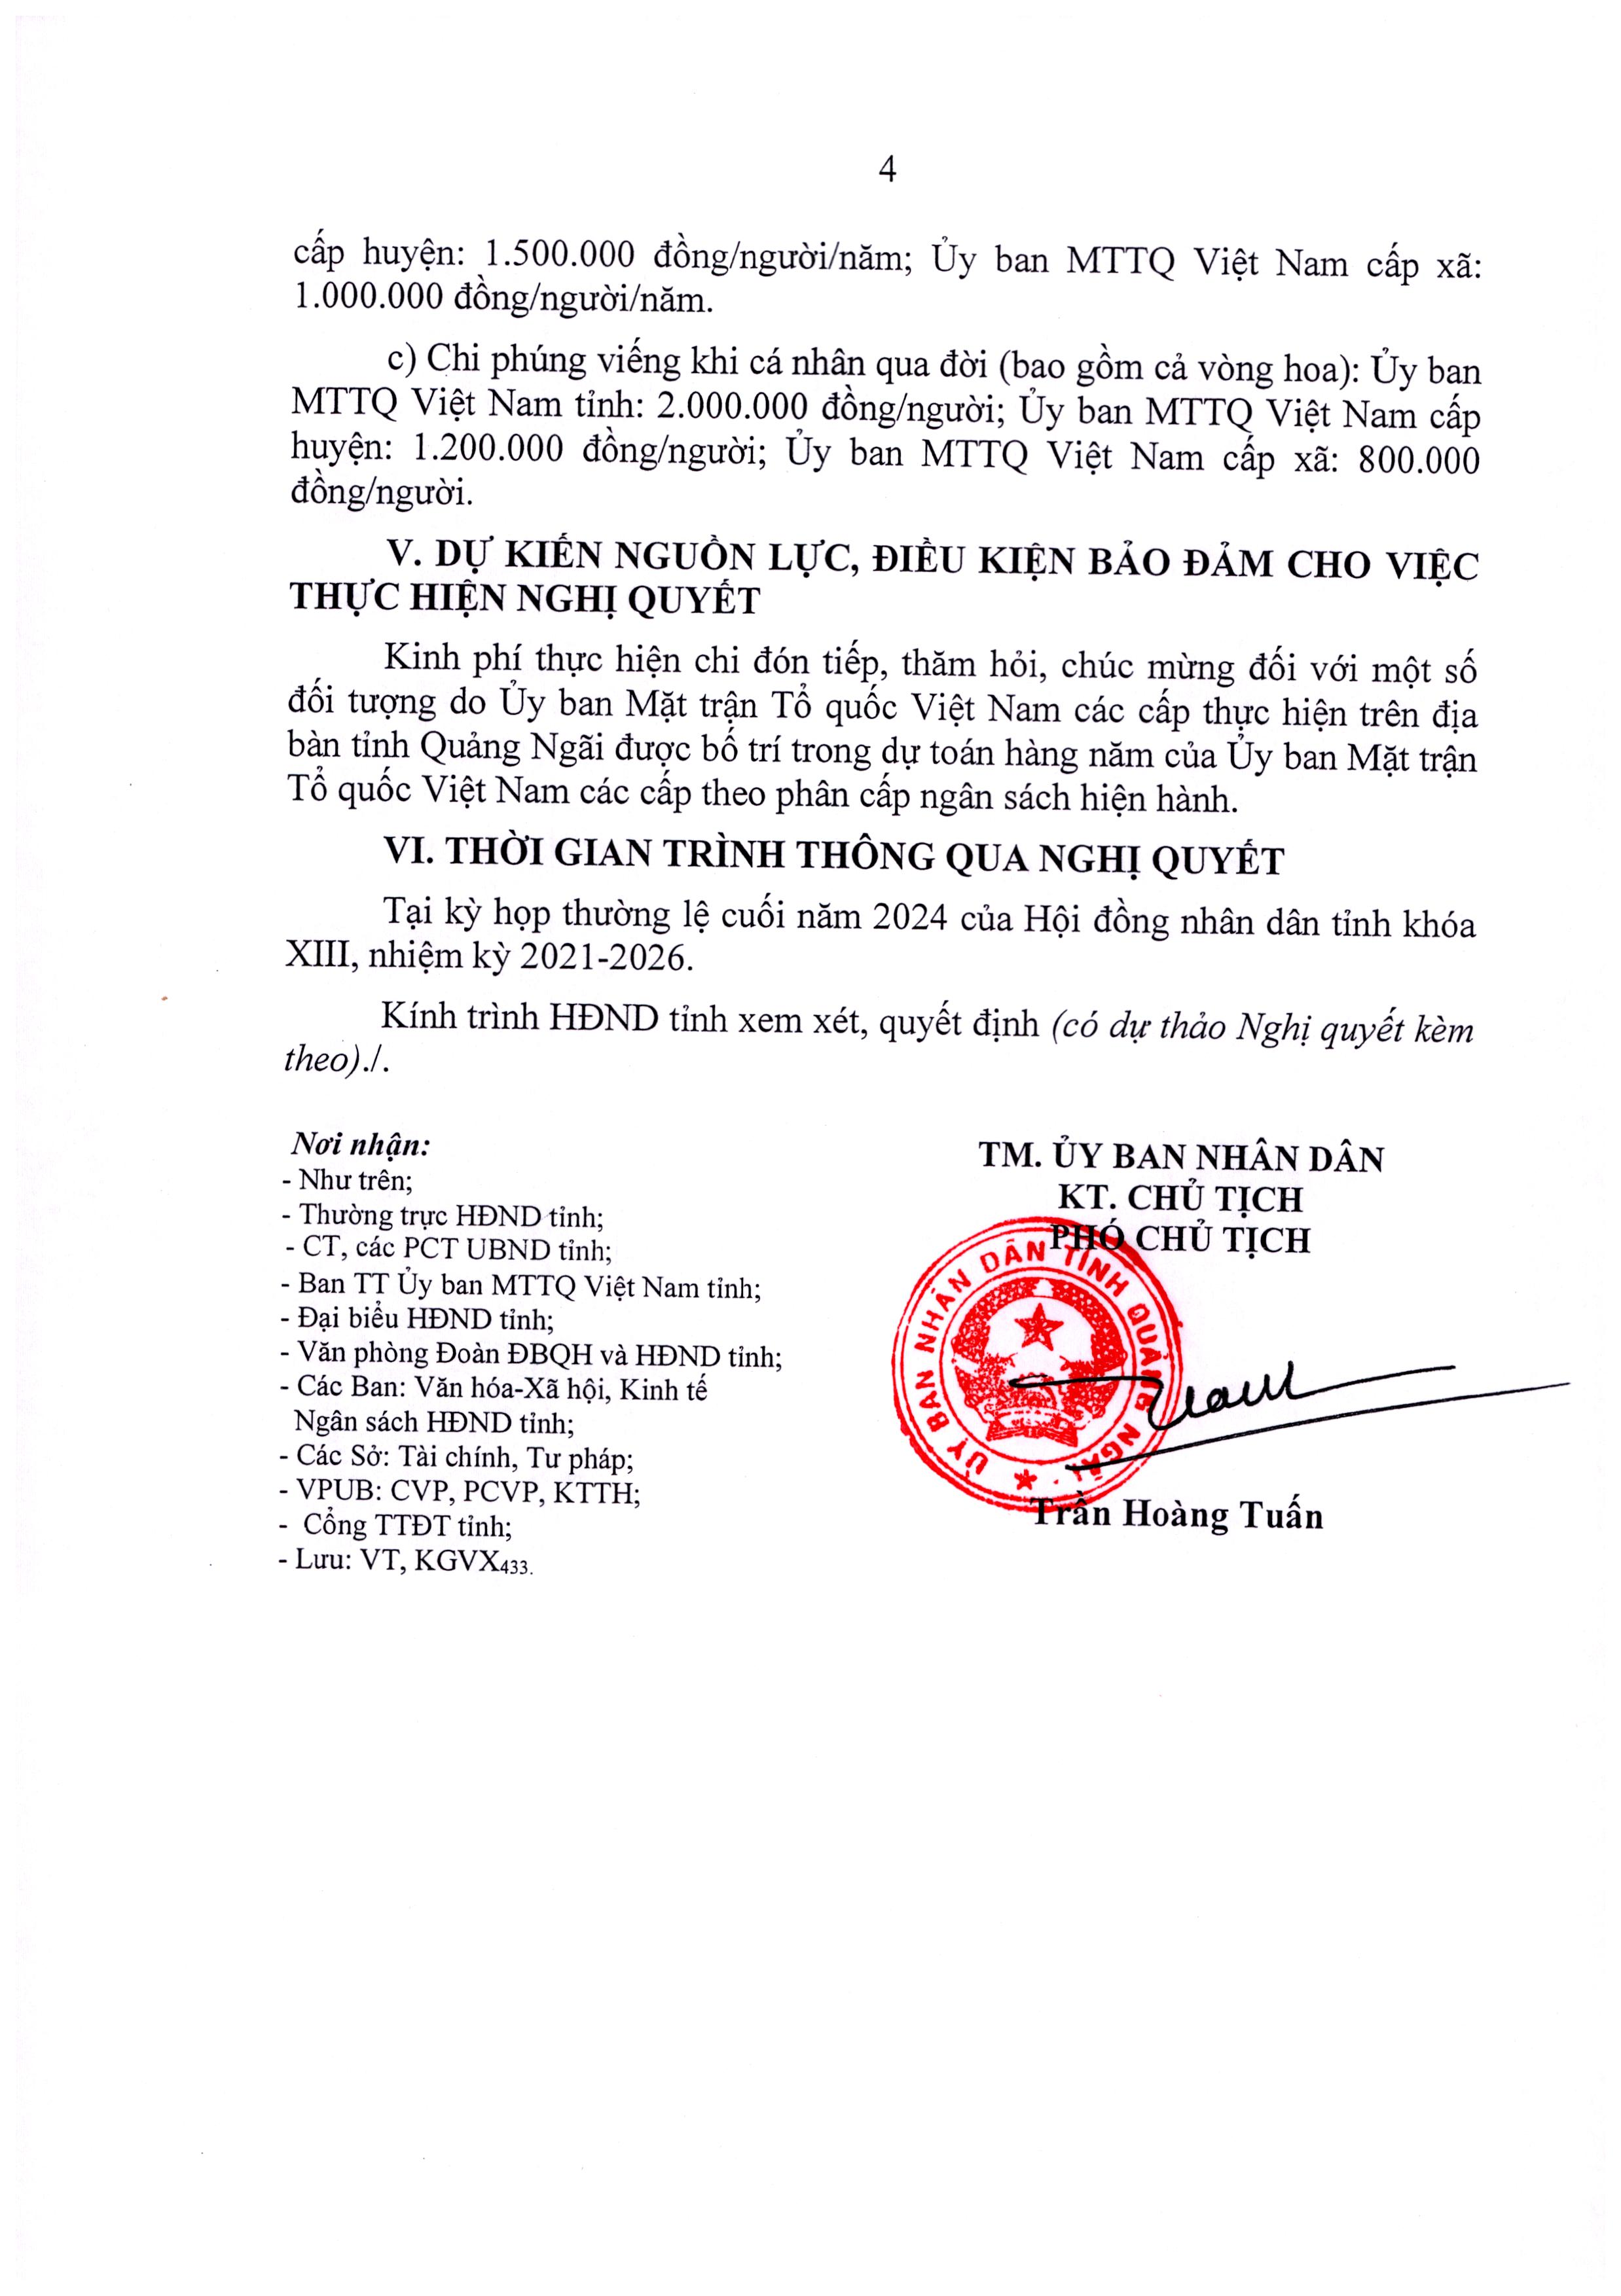 4
cấp huyện: 1.500.000 đồng/người/năm; Ủy ban MTTQ Việt Nam cấp xã:
1.000.000 đồng/người/năm.
c) Chi phúng viếng khi cá nhân qua đời (bao gồm cả vòng hoa): Ủy ban
MTTQ Việt Nam tỉnh: 2.000.000 đồng/người; Ủy ban MTTQ Việt Nam cấp
huyện: 1.200.000 đồng/người; Ủy ban MTTQ Việt Nam cấp xã: 800.000
đồng/người.
V. DỰ KIẾN NGUỒN LỰC, ĐIỀU KIỆN BẢO ĐẢM CHO VIỆC
THỰC HIỆN NGHỊ QUYẾT
Kinh phí thực hiện chi đón tiếp, thăm hỏi, chúc mừng đối với một số
đối tượng do Ủy ban Mặt trận Tổ quốc Việt Nam các cấp thực hiện trên địa
bàn tỉnh Quảng Ngãi được bố trí trong dự toán hàng năm của Ủy ban Mặt trận
Tổ quốc Việt Nam các cấp theo phân cấp ngân sách hiện hành.
VI. THỜI GIAN TRÌNH THÔNG QUA NGHỊ QUYẾT
Tại kỳ họp thường lệ cuối năm 2024 của Hội đồng nhân dân tỉnh khóa
XIII, nhiệm kỳ 2021-2026.
Kính trình HĐND tỉnh xem xét, quyết định (có dự thảo Nghị quyết kèm
theo)./.
Nơi nhận:
- Như trên;
- Thường trực HĐND tỉnh;
- CT, các PCT UBND tỉnh;
- Ban TT Ủy ban MTTQ Việt Nam tỉnh;
- Đại biểu HĐND tỉnh;
- Văn phòng Đoàn ĐBQH và HĐND tỉnh;
- Các Ban: Văn hóa-Xã hội, Kinh tế
Ngân sách HĐND tỉnh;
- Các Sở: Tài chính, Tư pháp;
- VPUB: CVP, PCVP, KTTH;
- Cổng TTĐT tỉnh;
- Lưu: VT, KGVX433.
TM. ỦY BAN NHÂN DÂN
KT. CHỦ TỊCH
PHÓ CHỦ TỊCH
ỦY BAN NHÂN DÂN TỈNH QUẢNG NGÃI
Trần Hoàng Tuấn